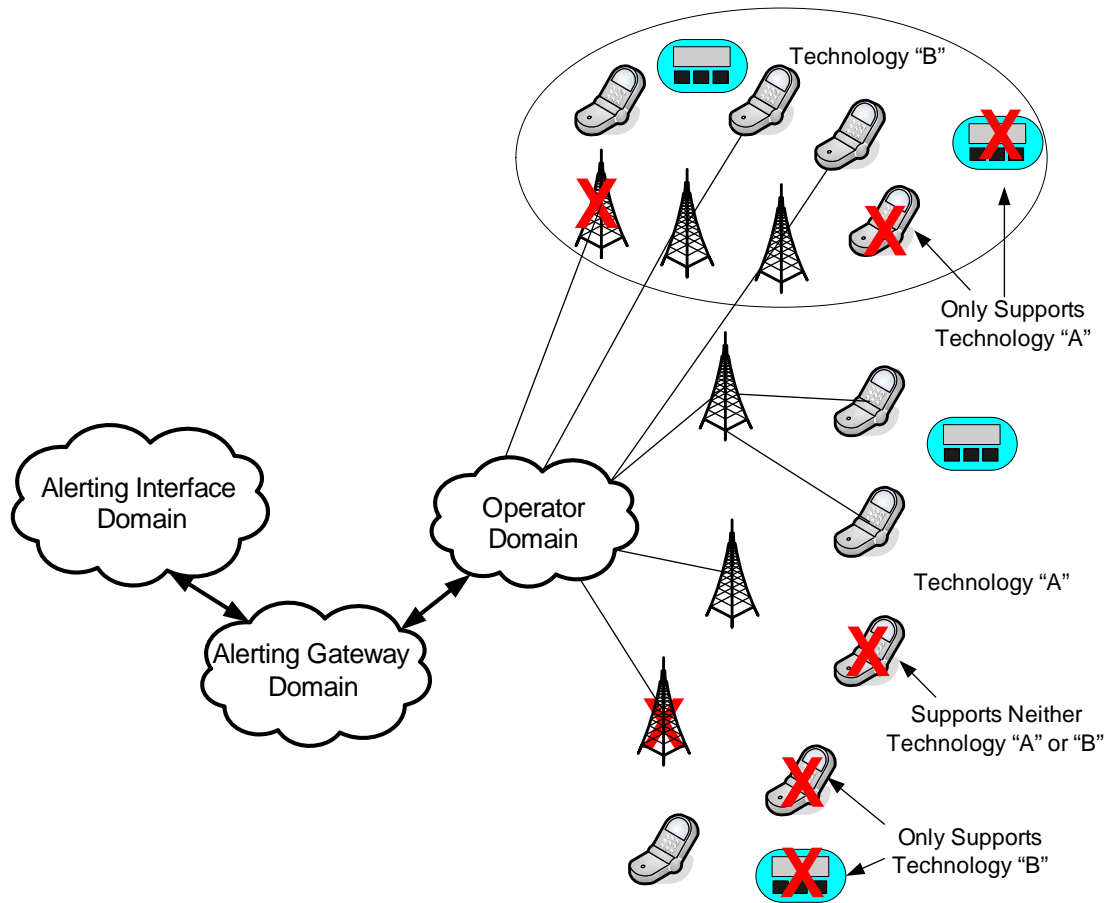 Technology “B”
Only Supports
Technology “A”
Alerting Interface
Domain
Operator
Domain
Technology “A”
Alerting Gateway
Domain
Supports Neither
Technology “A” or “B”
Only Supports
Technology “B”